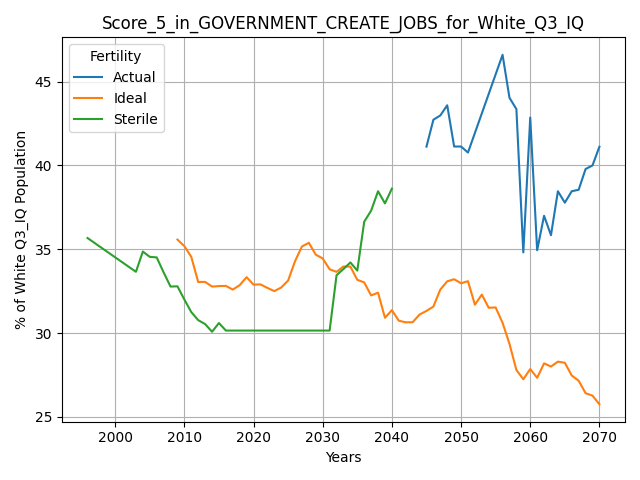 Score_5_in_GOVERNMENT_CREATE_JOBS_for_White_Q3_IQ
Fertility
Actual
Ideal
Sterile
% of White Q3_IQ Population
45
40
35
30
25
2000
2010
2020
2030
2040
2050
2060
2070
Years